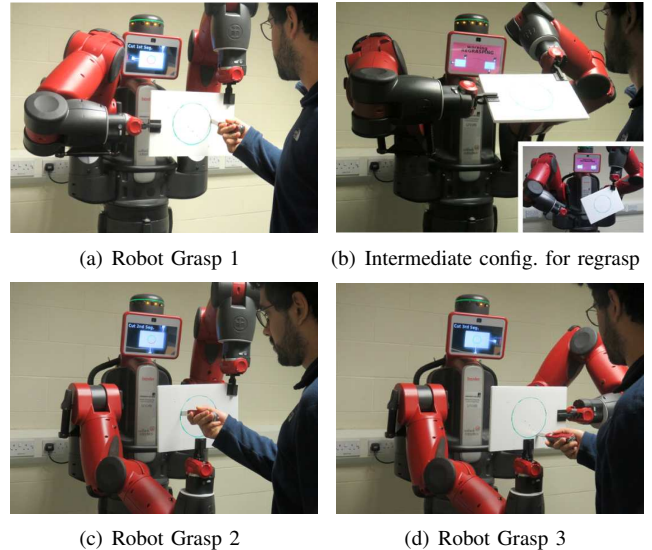 Cut 1st Seg.
REGRASPING
(a) Robot Grasp 1
(b) Intermediate config. for regrasp
Cut 2nd Seg.
Cut 3rd Seg.
(c) Robot Grasp 2
(d) Robot Grasp 3